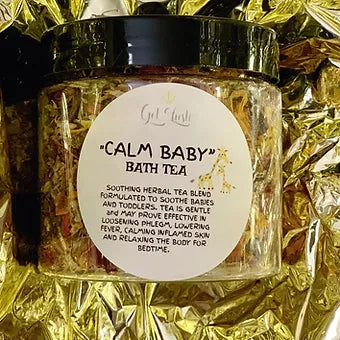 Get Lush
"CALM BABY"
BATH TEA
SOOTHING HERBAL TEA BLEND
FORMULATED TO SOOTHE BABIES
AND TODDLERS. TEA IS GENTLE
and MAY PROVE EFFECTIVE IN
LOOSENING PHLEGM, LOWERING
FEVER, CALMING INFLAMED SKIN
AND RELAXING THE BODY FOR
BEDTIME.